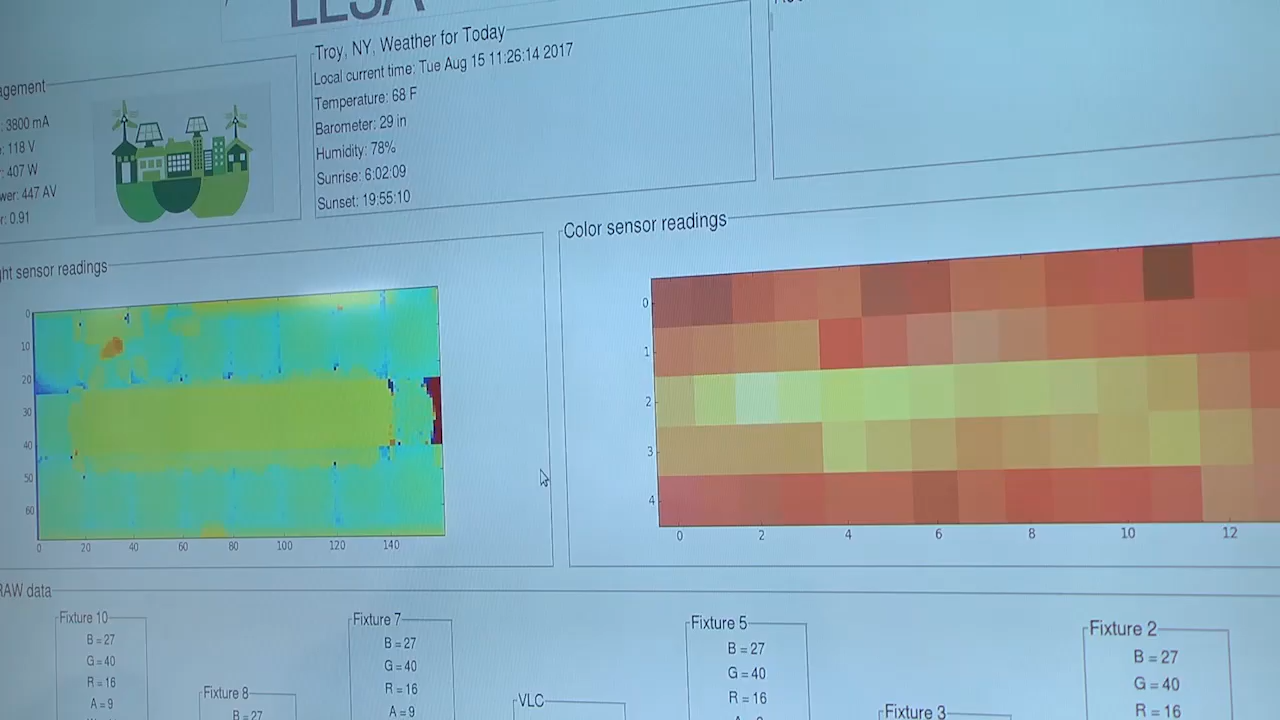 LESA
agement
: 3800 mA
: 118 V
: 407 W
wer: 447 AV
r: 0.91
Troy, NY, Weather for Today
Local current time: Tue Aug 15 11:26:14 2017
Temperature: 68 F
Barometer: 29 in
Humidity: 78%
Sunrise: 6:02:09
Sunset: 19:55:10
ht sensor readings
0
10
20
30
40
50
60
0 20 40 60 80 100 120 140
Color sensor readings
0
1
2
3
4
0 2 4 6 8 10 12
RAW data
Fixture 10
B = 27
G = 40
R = 16
A = 9
Fixture 8
B = 27
Fixture 7
B = 27
G = 40
R = 16
A = 9
VLC
Fixture 5
B = 27
G = 40
R = 16
Fixture 3
Fixture 2
B = 27
G = 40
R = 16